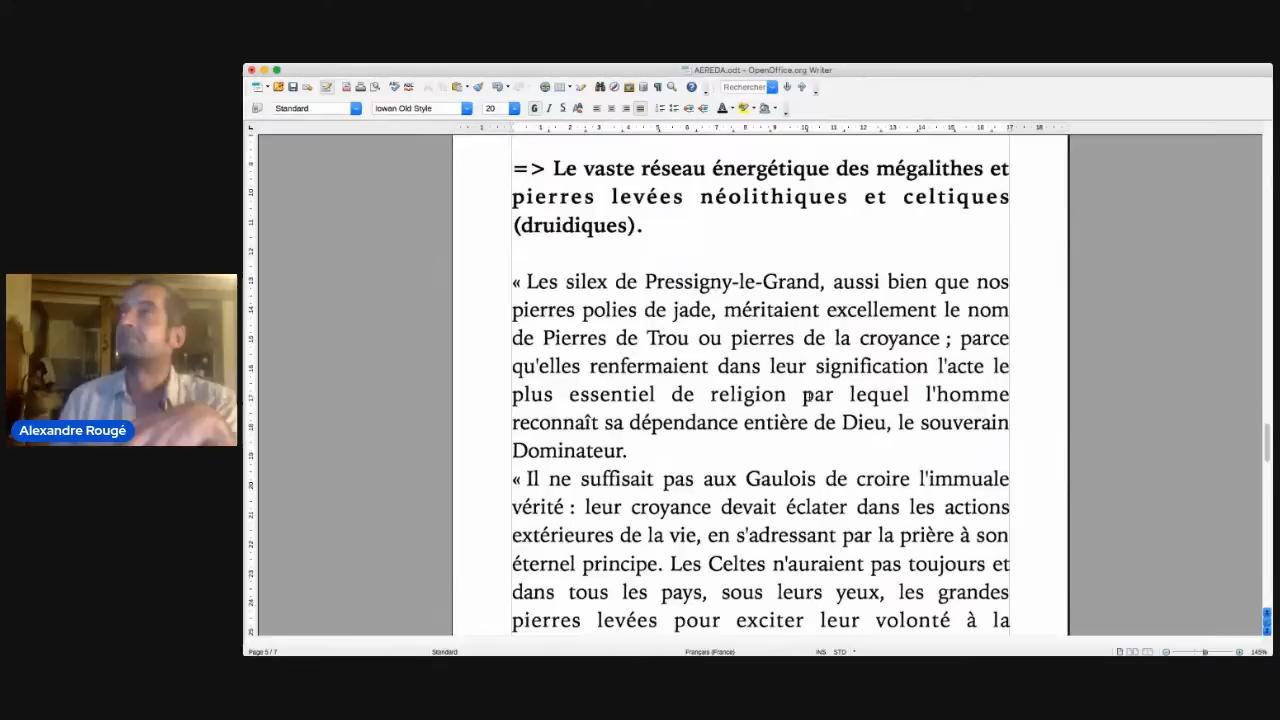 AEREDA.odt - OpenOffice.org Writer
Rechercher
Standard
Iowan Old Style
20
=> Le vaste réseau énergétique des mégalithes et
pierres levées néolithiques et celtiques
(druidiques).
« Les silex de Pressigny-le-Grand, aussi bien que nos
pierres polies de jade, méritaient excellement le nom
de Pierres de Trou ou pierres de la croyance ; parce
qu'elles renfermaient dans leur signification l'acte le
plus essentiel de religion par lequel l'homme
reconnaît sa dépendance entière de Dieu, le souverain
Dominateur.
« Il ne suffisait pas aux Gaulois de croire l'immuale
vérité : leur croyance devait éclater dans les actions
extérieures de la vie, en s'adressant par la prière à son
éternel principe. Les Celtes n'auraient pas toujours et
dans tous les pays, sous leurs yeux, les grandes
pierres levées pour exciter leur volonté à la
Alexandre Rougé
Page 5 / 7
Standard
Français (France)
INS
STD
*
145%